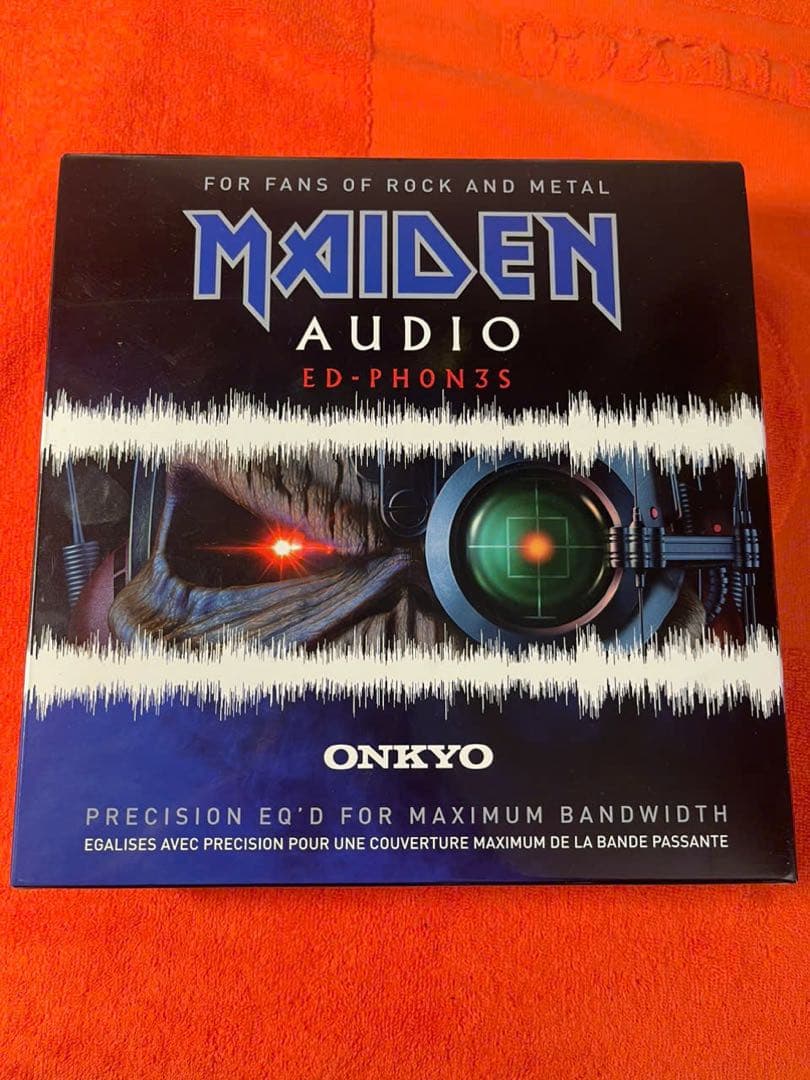 FOR FANS OF ROCK AND METAL
MAIDEN
AUDIO
ED-PH0N3S
ONKYO
PRECISION EQ'D FOR MAXIMUM BANDWIDTH
EGALISES AVEC PRECISION POUR UNE COUVERTURE MAXIMUM DE LA BANDE PASSANTE